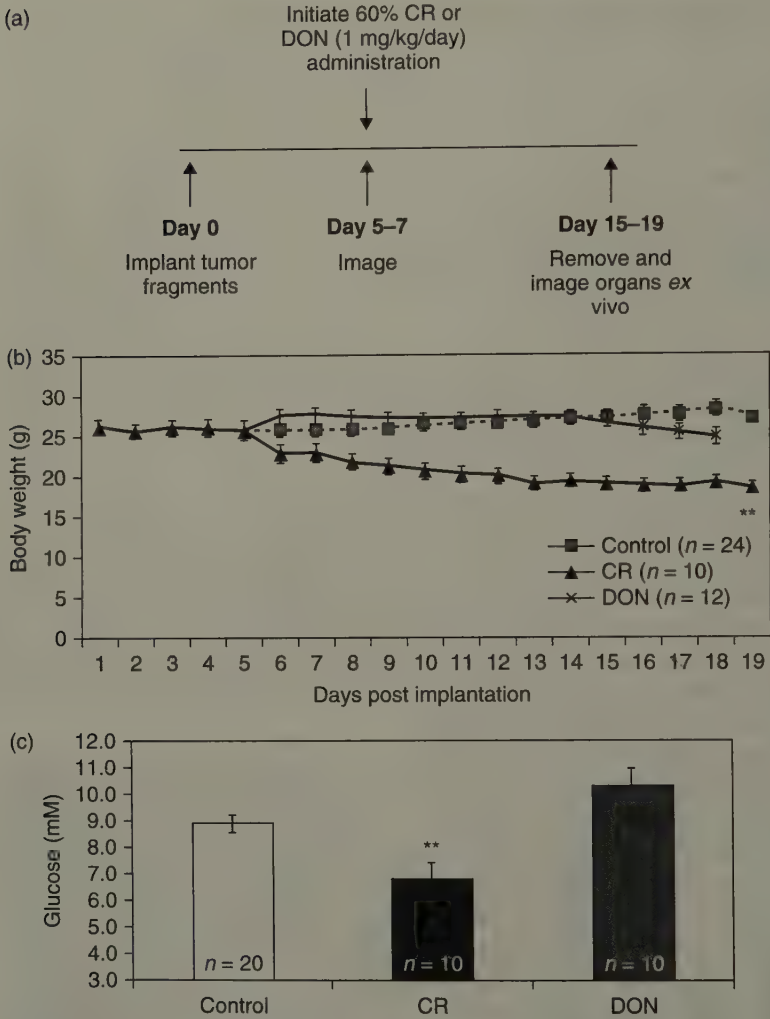 (a)
Initiate 60% CR or
DON (1 mg/kg/day)
administration
Day 0
Implant tumor
fragments
Day 5–7
Image
Day 15–19
Remove and
image organs ex
vivo
(b)
35
30
25
20
15
10
5
0
Body weight (g)
**
Control (n = 24)
CR (n = 10)
DON (n = 12)
1 2 3 4 5 6 7 8 9 10 11 12 13 14 15 16 17 18 19
Days post implantation
(c)
12.0
11.0
10.0
9.0
8.0
7.0
6.0
5.0
4.0
3.0
Glucose (mM)
**
n = 20
n = 10
n = 10
Control
CR
DON